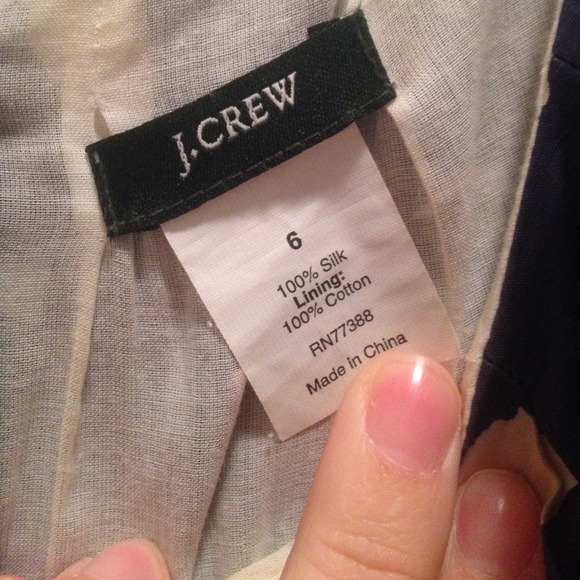 J.CREW
6
100% Silk
Lining:
100% Cotton
RN77388
Made in China